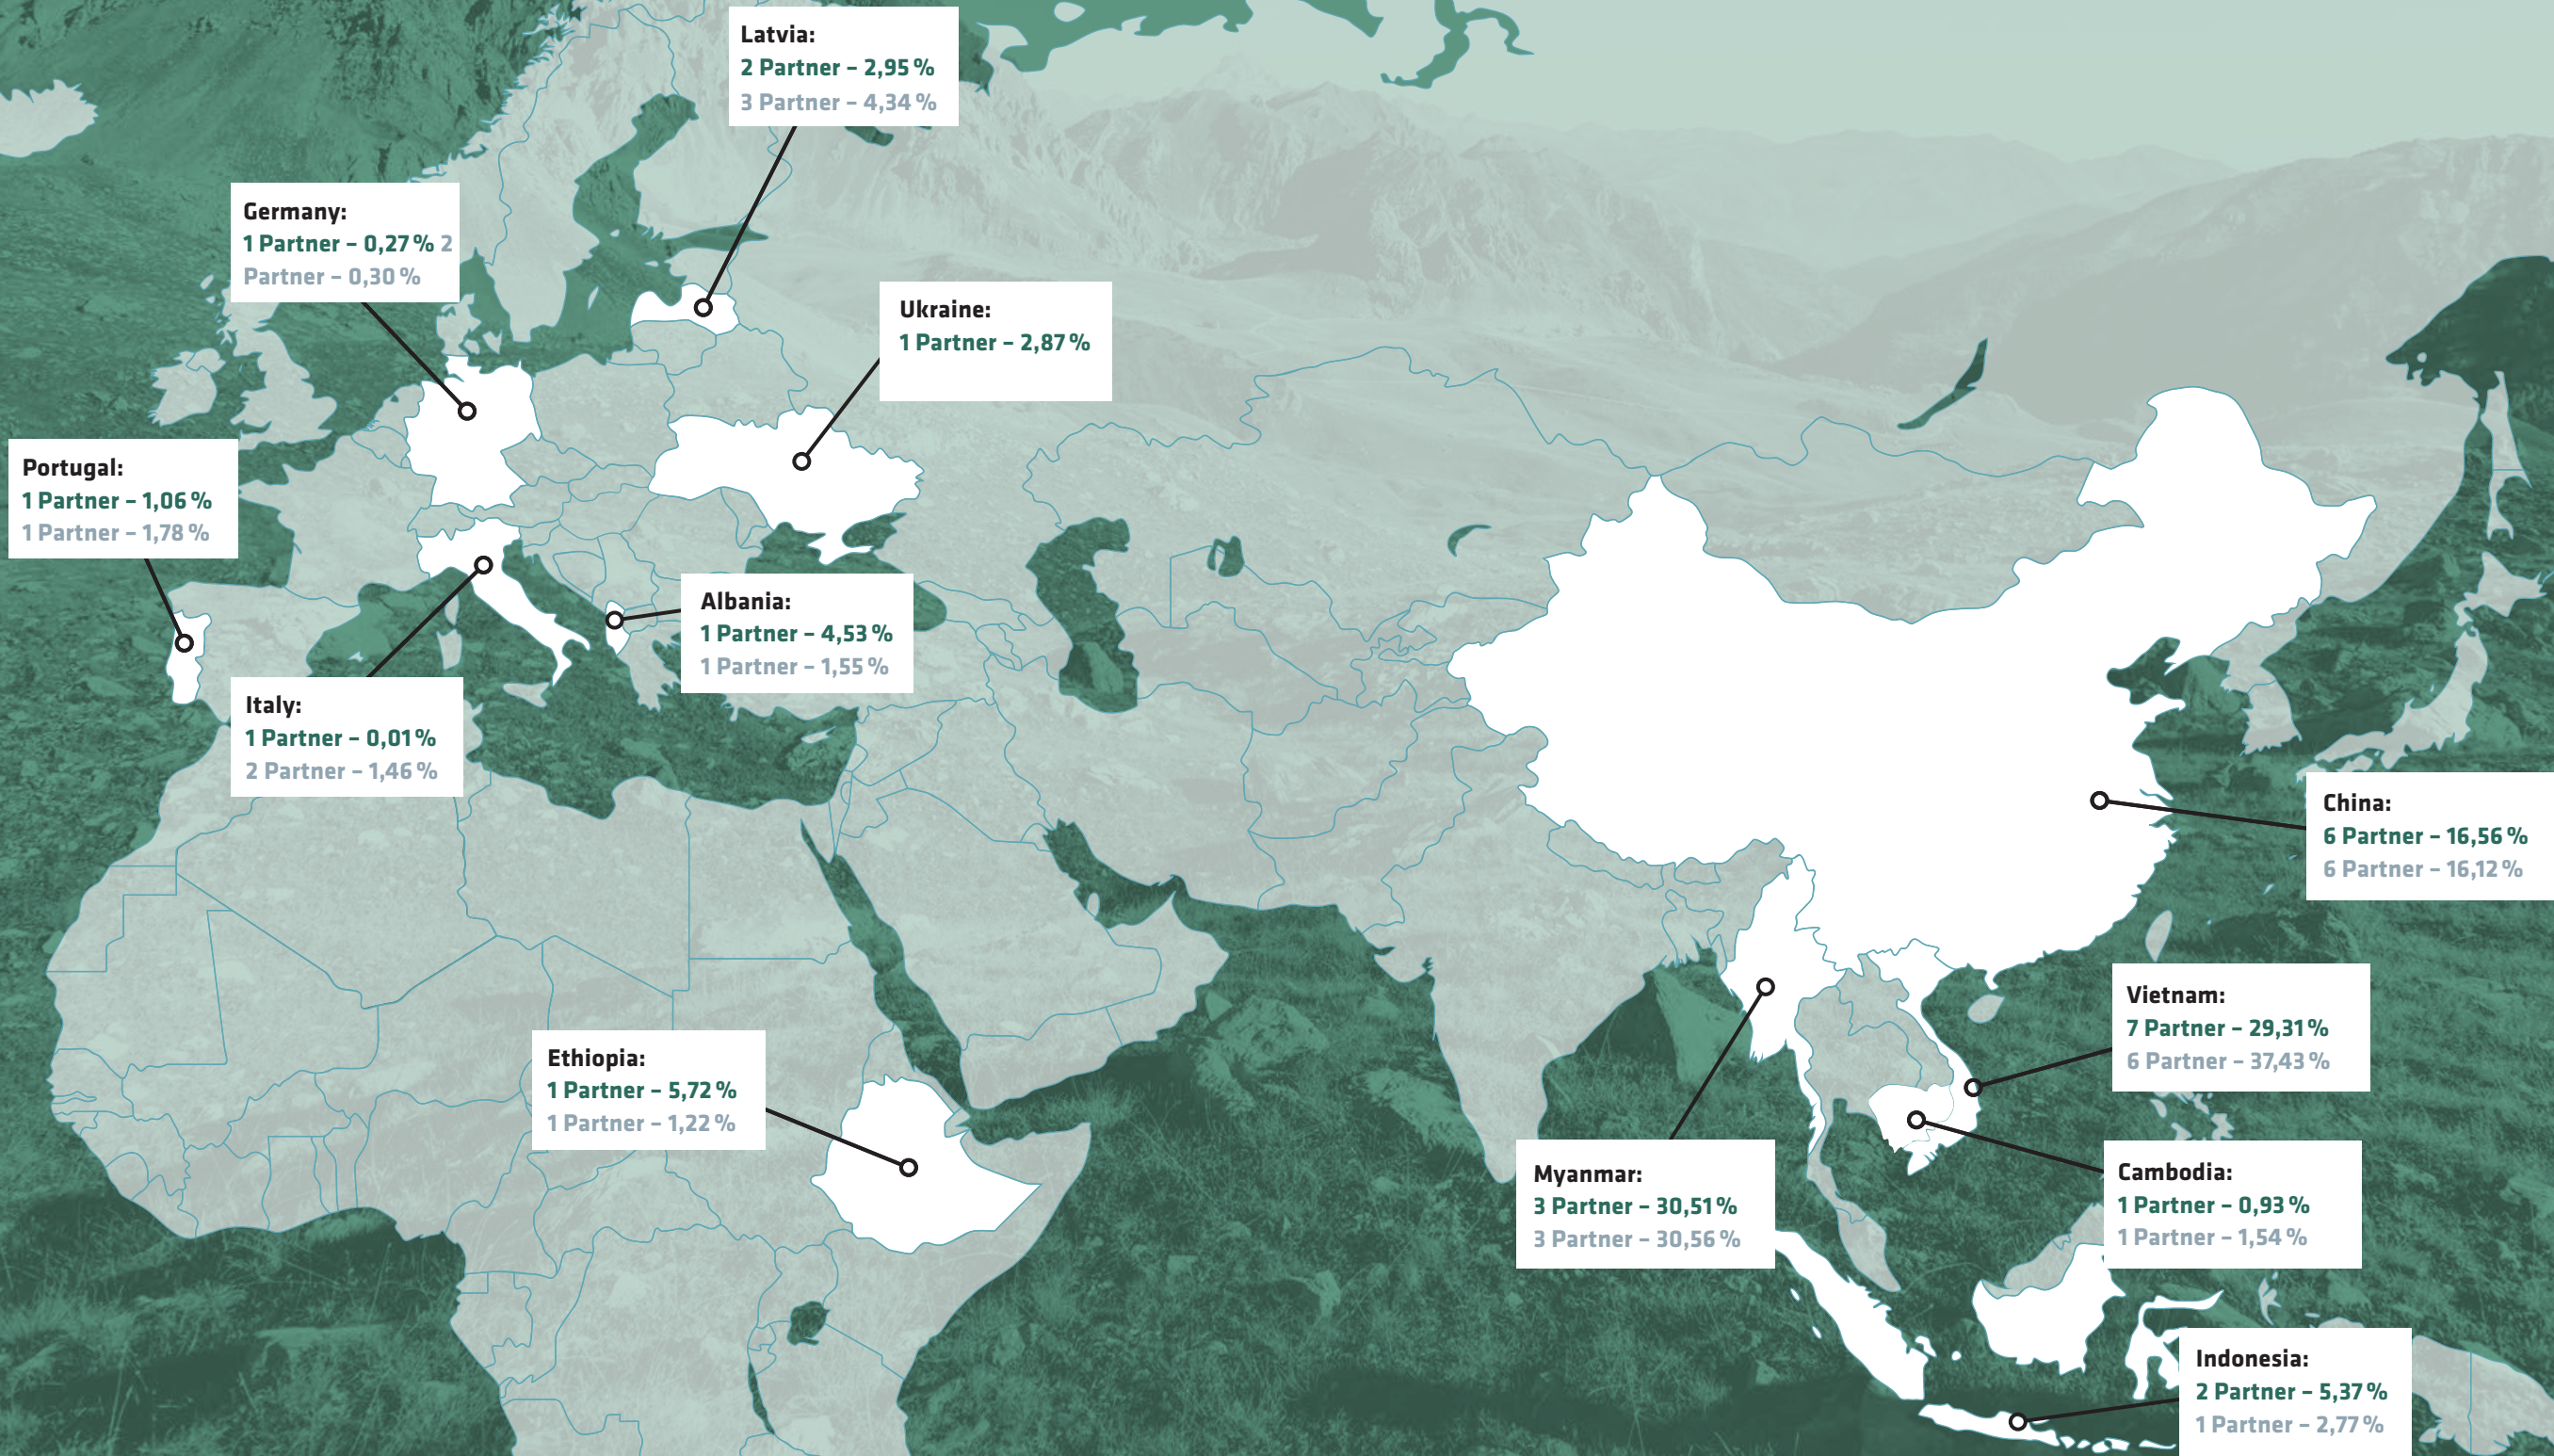 Latvia:
2 Partner – 2,95 %
3 Partner – 4,34 %
Germany:
1 Partner – 0,27 % 2
Partner – 0,30 %
Ukraine:
1 Partner – 2,87 %
Portugal:
1 Partner – 1,06 %
1 Partner – 1,78 %
Albania:
1 Partner – 4,53 %
1 Partner – 1,55 %
Italy:
1 Partner – 0,01 %
2 Partner – 1,46 %
China:
6 Partner – 16,56 %
6 Partner – 16,12 %
Vietnam:
7 Partner – 29,31 %
6 Partner – 37,43 %
Ethiopia:
1 Partner – 5,72 %
1 Partner – 1,22 %
Myanmar:
3 Partner – 30,51 %
3 Partner – 30,56 %
Cambodia:
1 Partner – 0,93 %
1 Partner – 1,54 %
Indonesia:
2 Partner – 5,37 %
1 Partner – 2,77 %